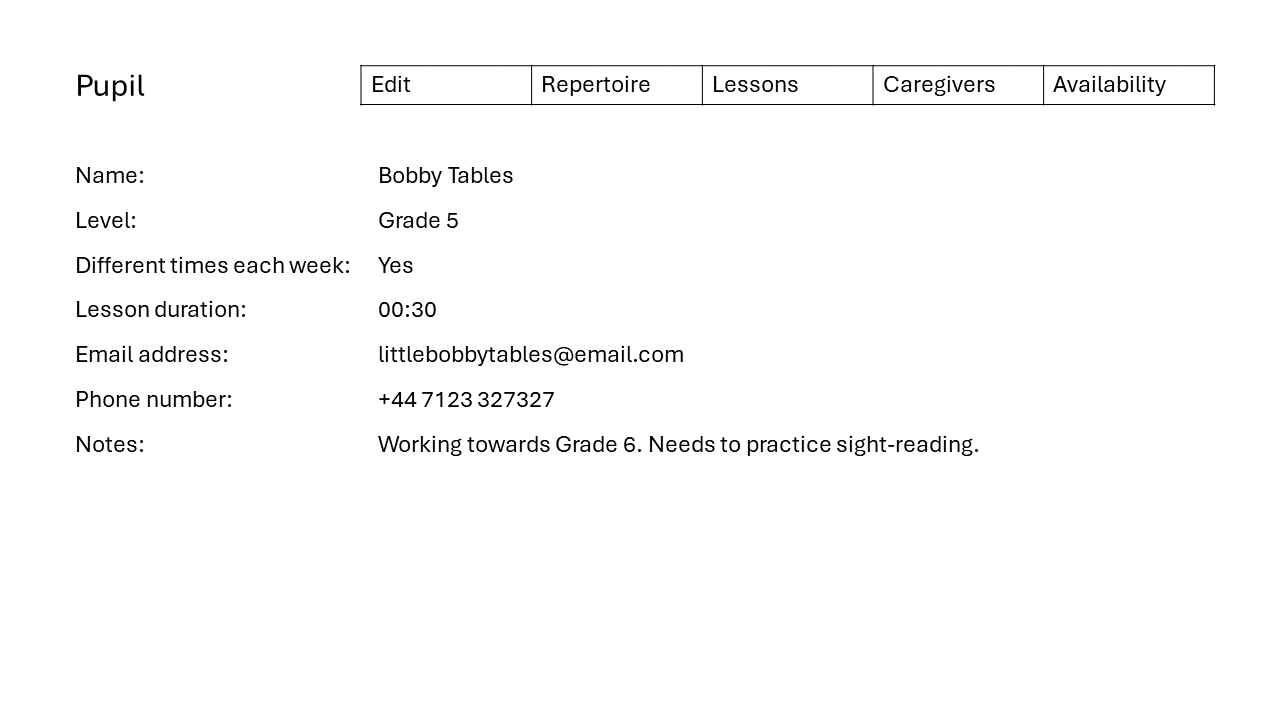 Pupil
Edit Repertoire Lessons Caregivers Availability
Name: Bobby Tables
Level: Grade 5
Different times each week: Yes
Lesson duration: 00:30
Email address: littlebobbytables@email.com
Phone number: +44 7123 327327
Notes: Working towards Grade 6. Needs to practice sight-reading.